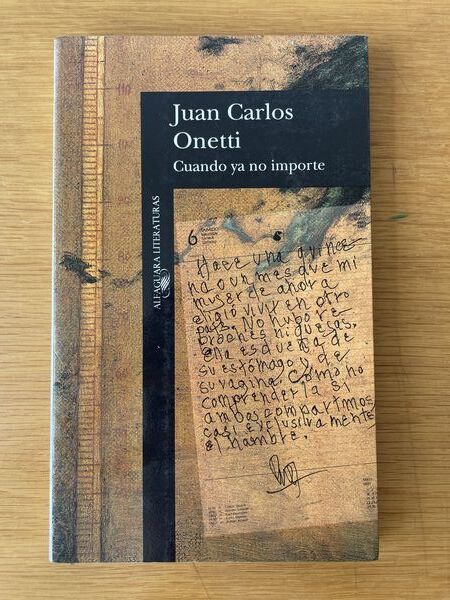 Juan Carlos
Onetti
Cuando ya no importe
ALFAGUARA LITERATURAS
6
Hace una quince
na o un mes que mi
mujer de ahora
eligió vivir en otro
país. No hubo re
proches ni quejas.
Ella es dueña de
su estómago y de
su vagina. Cómo no
comprenderla si
ambos compartimos
casi exclusivamente
el hambre.